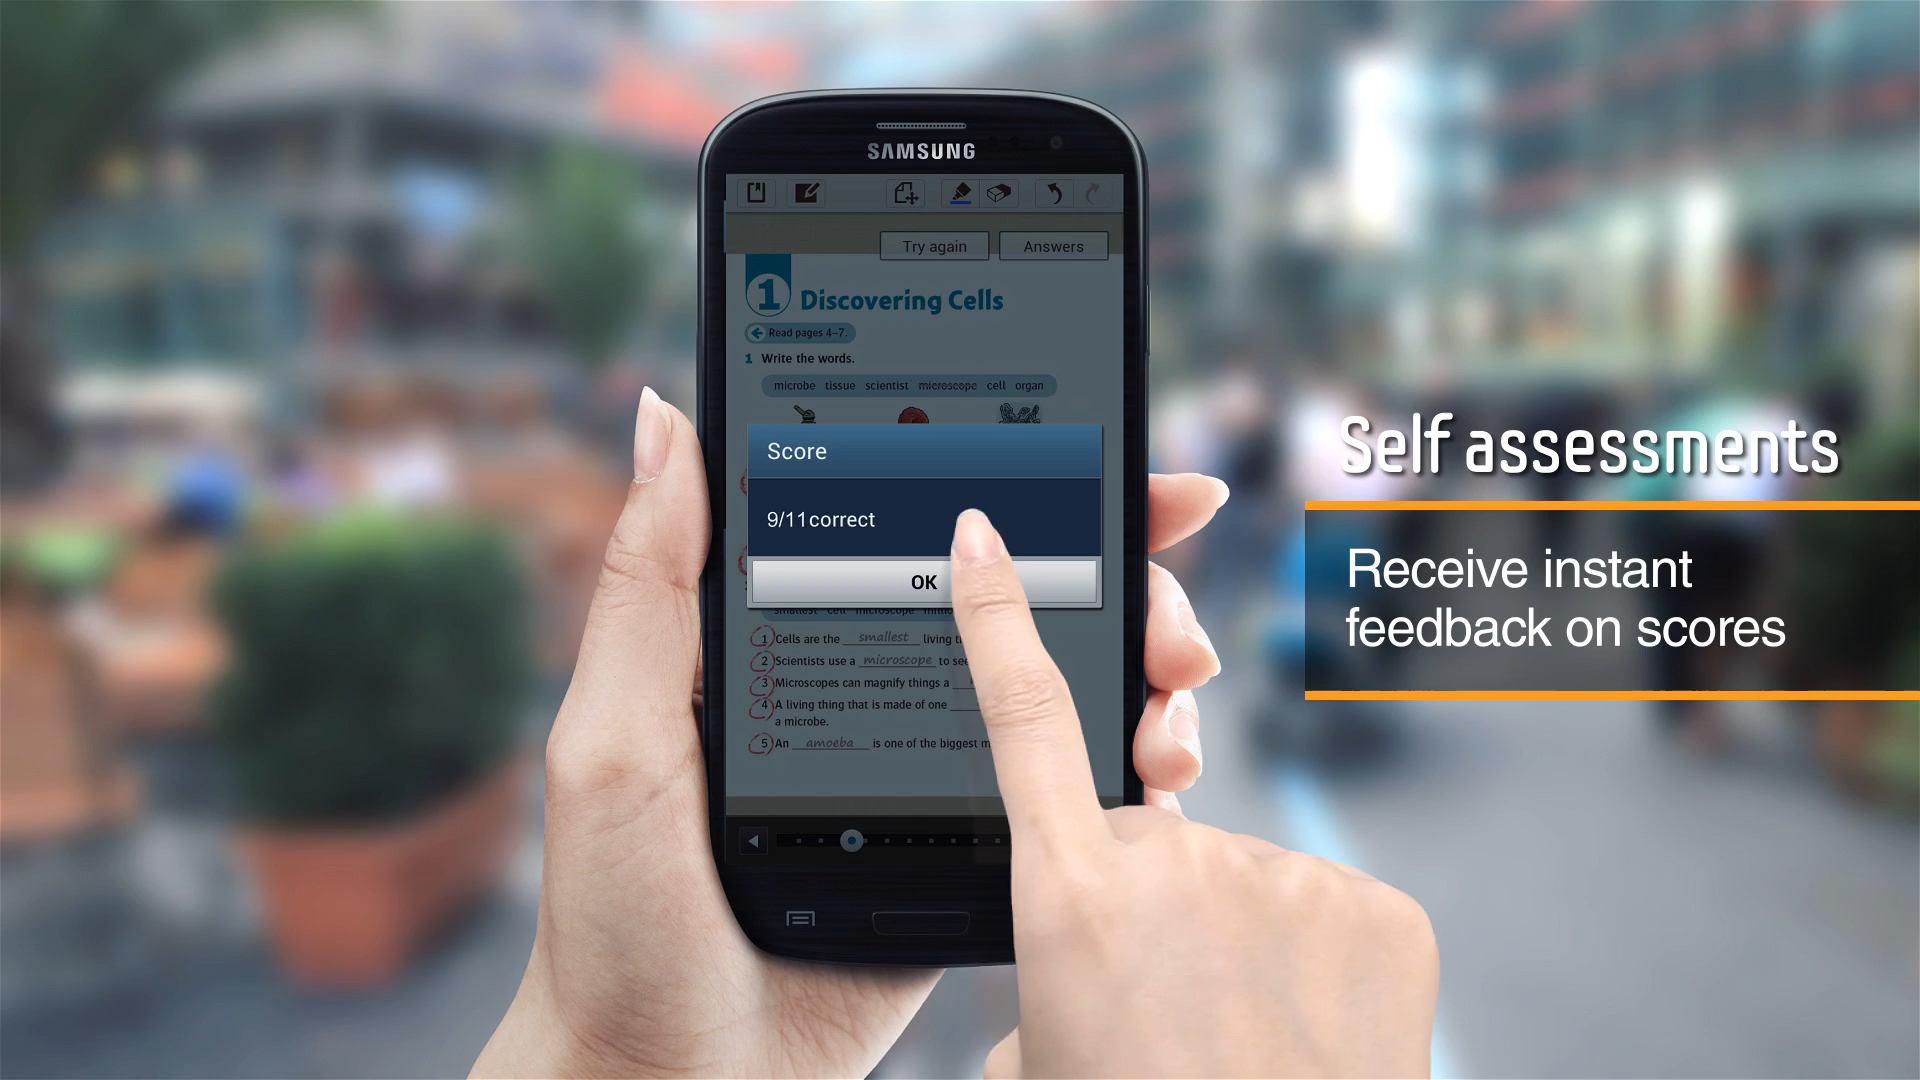 SAMSUNG
Try again
Answers
1 Discovering Cells
Read pages 4–7.
1 Write the words.
microbe tissue scientist microscope cell organ
Score
9/11correct
OK
smallest cell microscope
1 Cells are the smallest living
2 Scientists use a microscope to see
3 Microscopes can magnify things a
4 A living thing that is made of one
a microbe.
5 An amoeba is one of the biggest
Self assessments
Receive instant
feedback on scores